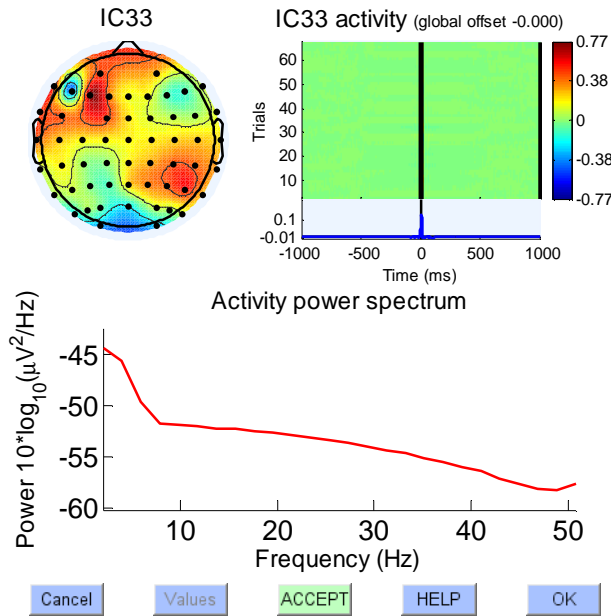 IC33
IC33 activity (global offset -0.000)
Trials
60
50
40
30
20
10
0.1
-0.01
-1000
-500
0
500
1000
Time (ms)
0.77
0.38
0
-0.38
-0.77
Activity power spectrum
Power 10*log10(μV2/Hz)
-45
-50
-55
-60
10
20
30
40
50
Frequency (Hz)
Cancel
Values
ACCEPT
HELP
OK